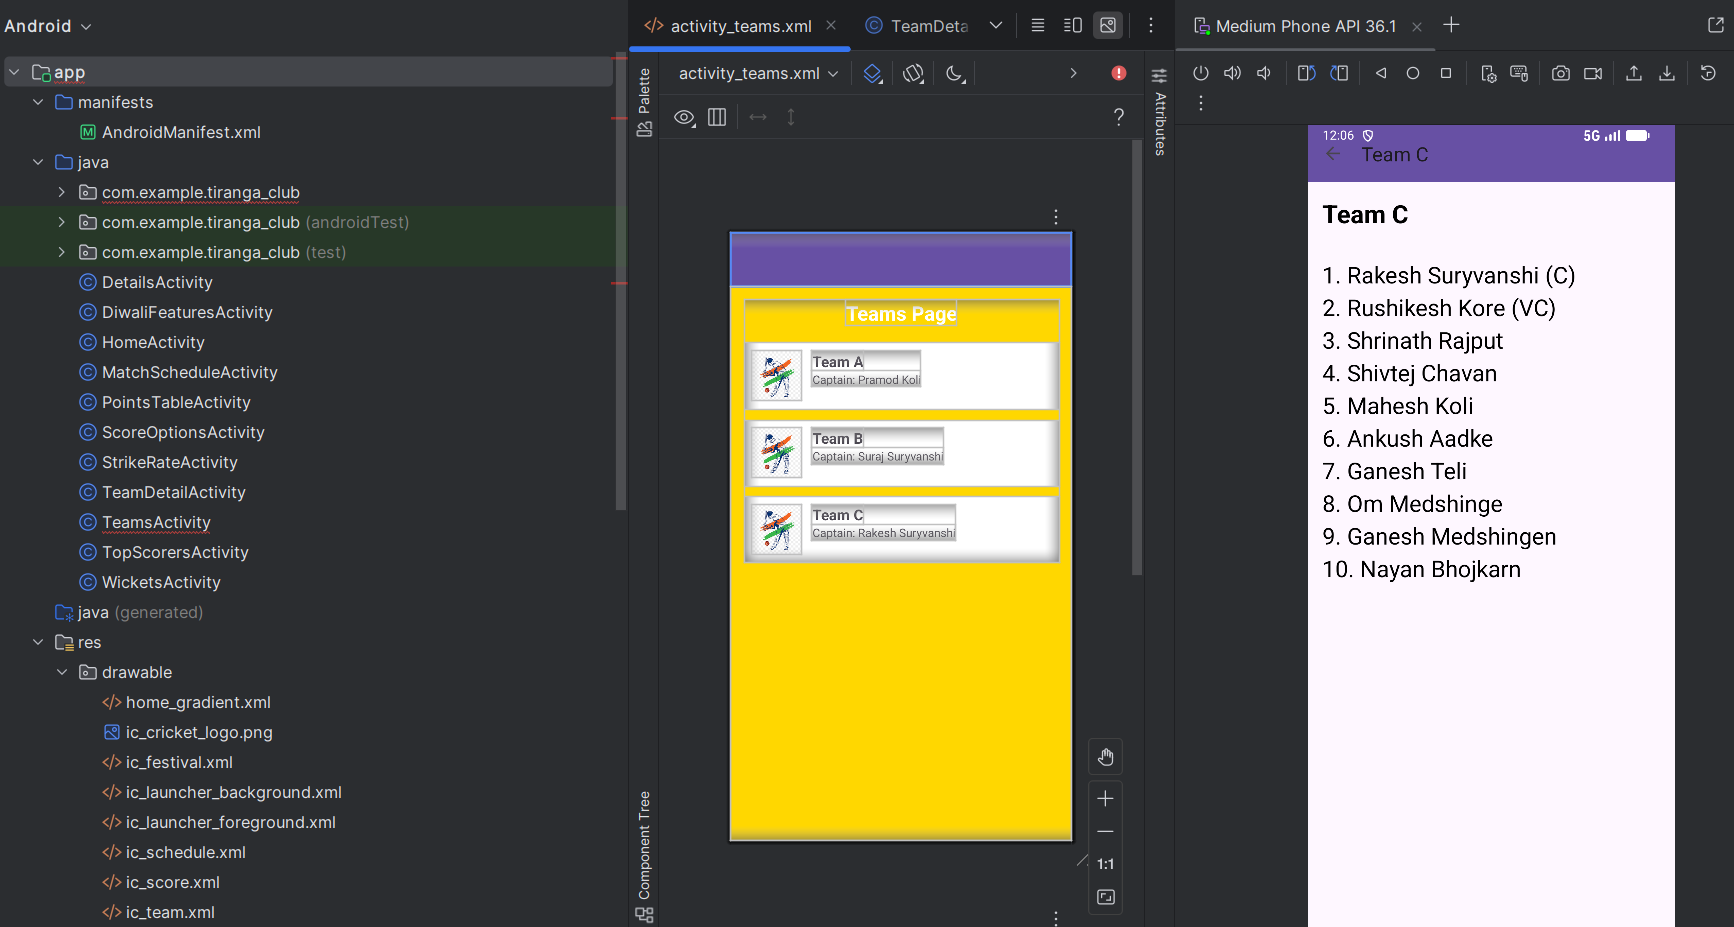 Android
app
manifests
AndroidManifest.xml
java
com.example.tiranga_club
com.example.tiranga_club (androidTest)
com.example.tiranga_club (test)
DetailsActivity
DiwaliFeaturesActivity
HomeActivity
MatchScheduleActivity
PointsTableActivity
ScoreOptionsActivity
StrikeRateActivity
TeamDetailActivity
TeamsActivity
TopScorersActivity
WicketsActivity
java (generated)
res
drawable
home_gradient.xml
ic_cricket_logo.png
ic_festival.xml
ic_launcher_background.xml
ic_launcher_foreground.xml
ic_schedule.xml
ic_score.xml
ic_team.xml
activity_teams.xml
TeamDeta
Palette
activity_teams.xml
Attributes
Teams Page
Team A
Captain: Pramod Koli
Team B
Captain: Suraj Suryvanshi
Team C
Captain: Rakesh Suryvanshi
1:1
Component Tree
Medium Phone API 36.1
12:06
5G
Team C
Team C
1. Rakesh Suryvanshi (C)
2. Rushikesh Kore (VC)
3. Shrinath Rajput
4. Shivtej Chavan
5. Mahesh Koli
6. Ankush Aadke
7. Ganesh Teli
8. Om Medshinge
9. Ganesh Medshingen
10. Nayan Bhojkarn